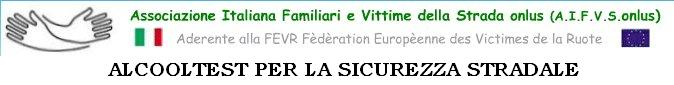 Associazione Italiana Familiari e Vittime della Strada onlus (A.I.F.V.S.onlus)
Aderente alla FEVR Fèdèration Europèenne des Victimes de la Ruote
ALCOOLTEST PER LA SICUREZZA STRADALE